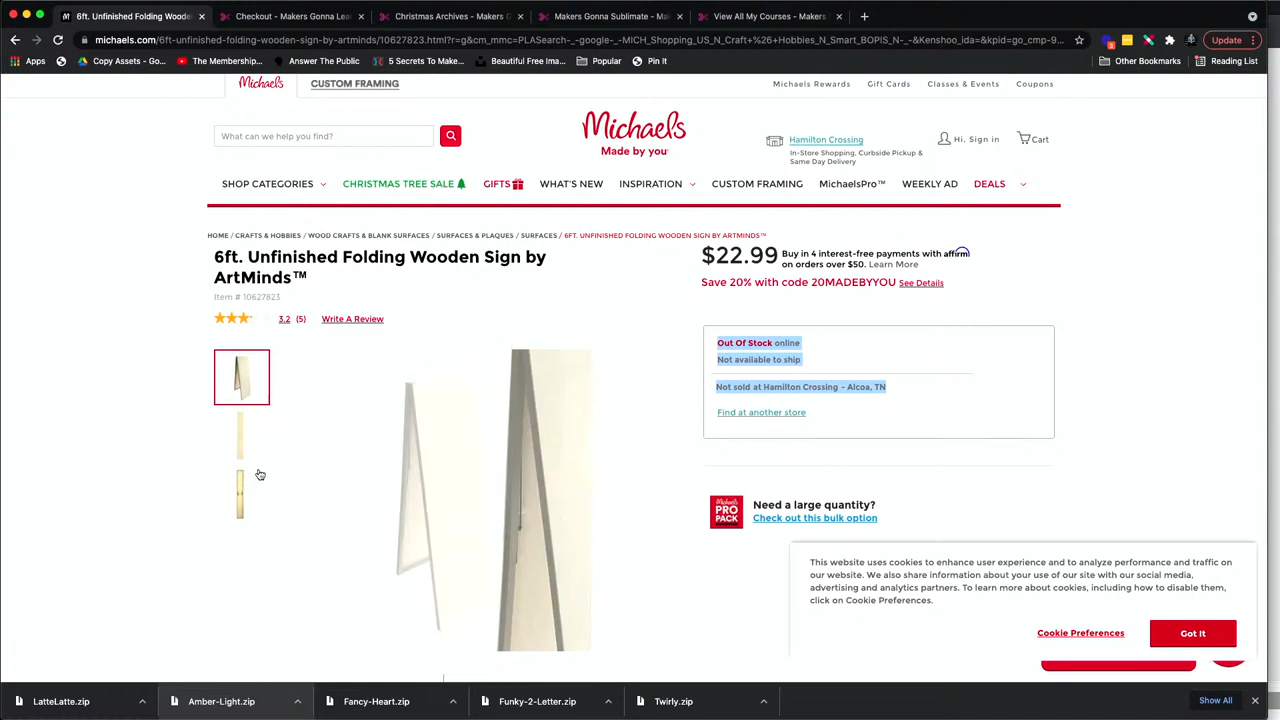 6ft. Unfinished Folding Woode
Checkout - Makers Gonna Lea
Christmas Archives - Makers G
Makers Gonna Sublimate - Ma
View All My Courses - Makers
michaels.com/6ft-unfinished-folding-wooden-sign-by-artminds/10627823.html?r=g&cm_mmc=PLASearch-_-google-_-MICH_Shopping_US_N_Craft+%26+Hobbies_N_Smart_BOPIS_N-_-&Kenshoo_ida=&kpid=go_cmp-9...
Update
Apps
Copy Assets - Go...
The Membership...
Answer The Public
5 Secrets To Make...
Beautiful Free Ima...
Popular
Pin It
Other Bookmarks
Reading List
Michaels
CUSTOM FRAMING
Michaels Rewards
Gift Cards
Classes & Events
Coupons
What can we help you find?
Michaels
Made by you
Hamilton Crossing
In-Store Shopping, Curbside Pickup &
Same Day Delivery
Hi, Sign in
Cart
SHOP CATEGORIES
CHRISTMAS TREE SALE
GIFTS
WHAT'S NEW
INSPIRATION
CUSTOM FRAMING
MichaelsPro™
WEEKLY AD
DEALS
HOME / CRAFTS & HOBBIES / WOOD CRAFTS & BLANK SURFACES / SURFACES & PLAQUES / SURFACES / 6FT. UNFINISHED FOLDING WOODEN SIGN BY ARTMINDS™
6ft. Unfinished Folding Wooden Sign by
ArtMinds™
Item # 10627823
3.2 (5) Write A Review
$22.99
Buy in 4 interest-free payments with affirm
on orders over $50. Learn More
Save 20% with code 20MADEBYYOU See Details
Out Of Stock online
Not available to ship
Not sold at Hamilton Crossing - Alcoa, TN
Find at another store
Michaels
PRO
PACK
Need a large quantity?
Check out this bulk option
This website uses cookies to enhance user experience and to analyze performance and traffic on
our website. We also share information about your use of our site with our social media,
advertising and analytics partners. To learn more about cookies, including how to disable them,
click on Cookie Preferences.
Cookie Preferences
Got It
LatteLatte.zip
Amber-Light.zip
Fancy-Heart.zip
Funky-2-Letter.zip
Twirly.zip
Show All